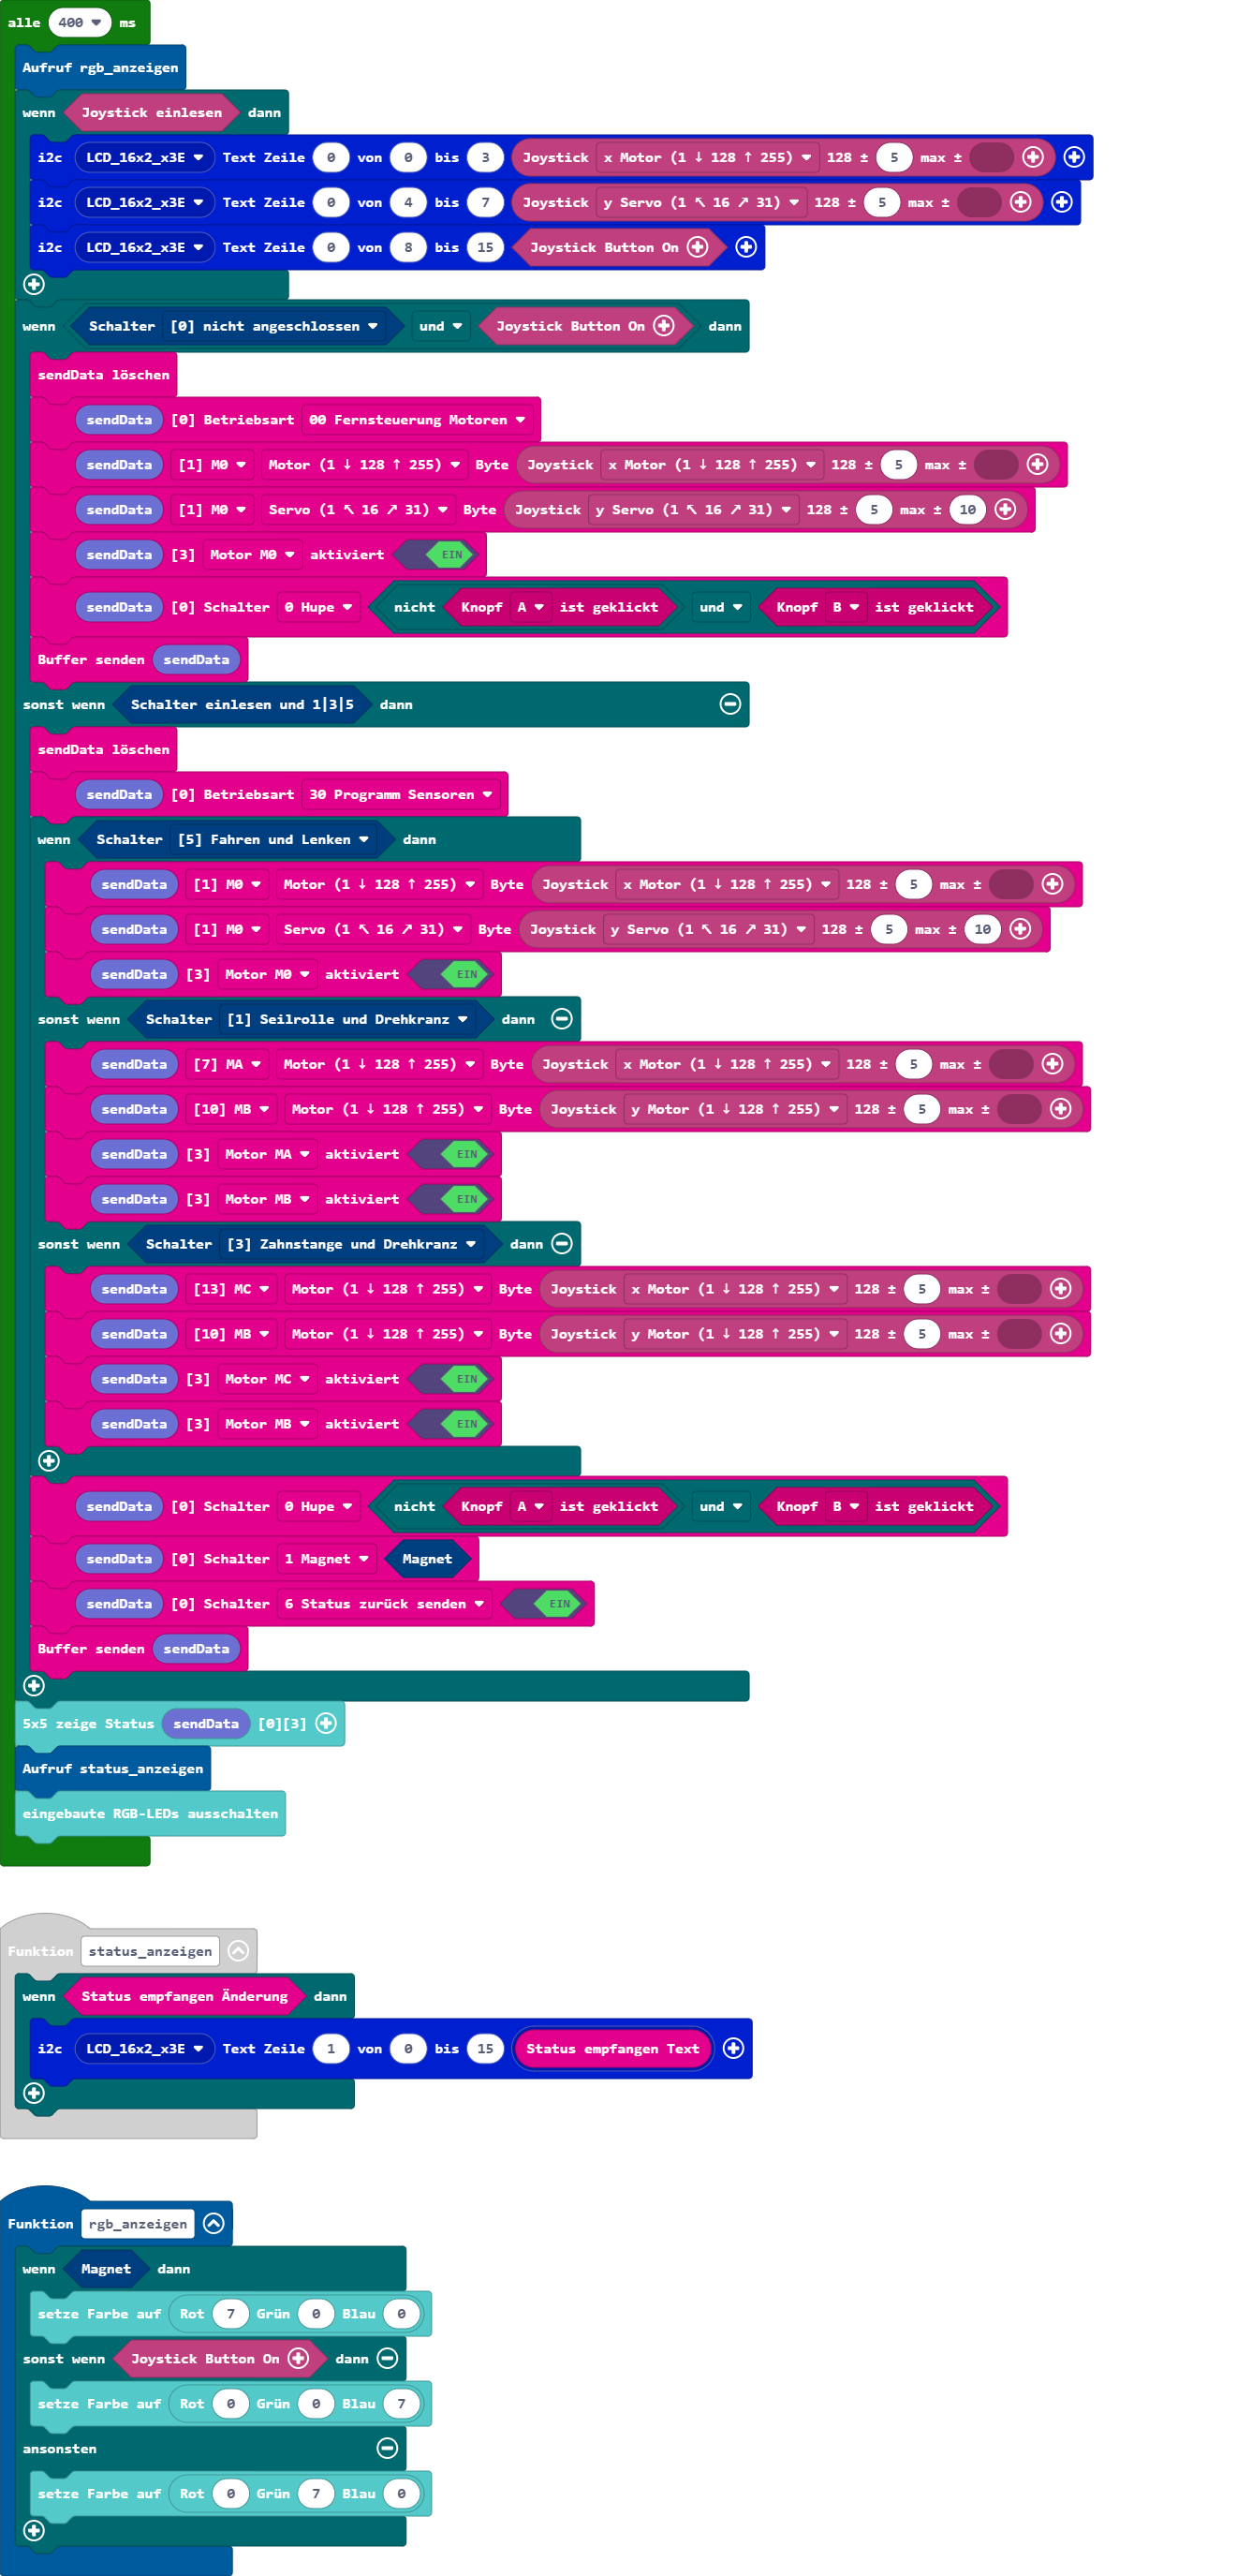 alle 400 ms
Aufruf rgb_anzeigen
wenn Joystick einlesen dann
i2c LCD_16x2_x3E Text Zeile 0 von 0 bis 3 Joystick x Motor (1 ↓ 128 ↑ 255) 128 ± 5 max ±
i2c LCD_16x2_x3E Text Zeile 0 von 4 bis 7 Joystick y Servo (1 ↖ 16 ↗ 31) 128 ± 5 max ±
i2c LCD_16x2_x3E Text Zeile 0 von 8 bis 15 Joystick Button On
wenn Schalter [0] nicht angeschlossen und Joystick Button On dann
sendData löschen
sendData [0] Betriebsart 00 Fernsteuerung Motoren
sendData [1] M0 Motor (1 ↓ 128 ↑ 255) Byte Joystick x Motor (1 ↓ 128 ↑ 255) 128 ± 5 max ±
sendData [1] M0 Servo (1 ↖ 16 ↗ 31) Byte Joystick y Servo (1 ↖ 16 ↗ 31) 128 ± 5 max ± 10
sendData [3] Motor M0 aktiviert EIN
sendData [0] Schalter 0 Hupe nicht Knopf A ist geklickt und Knopf B ist geklickt
Buffer senden sendData
sonst wenn Schalter einlesen und 1|3|5 dann
sendData löschen
sendData [0] Betriebsart 30 Programm Sensoren
wenn Schalter [5] Fahren und Lenken dann
sendData [1] M0 Motor (1 ↓ 128 ↑ 255) Byte Joystick x Motor (1 ↓ 128 ↑ 255) 128 ± 5 max ±
sendData [1] M0 Servo (1 ↖ 16 ↗ 31) Byte Joystick y Servo (1 ↖ 16 ↗ 31) 128 ± 5 max ± 10
sendData [3] Motor M0 aktiviert EIN
sonst wenn Schalter [1] Seilrolle und Drehkranz dann
sendData [7] MA Motor (1 ↓ 128 ↑ 255) Byte Joystick x Motor (1 ↓ 128 ↑ 255) 128 ± 5 max ±
sendData [10] MB Motor (1 ↓ 128 ↑ 255) Byte Joystick y Motor (1 ↓ 128 ↑ 255) 128 ± 5 max ±
sendData [3] Motor MA aktiviert EIN
sendData [3] Motor MB aktiviert EIN
sonst wenn Schalter [3] Zahnstange und Drehkranz dann
sendData [13] MC Motor (1 ↓ 128 ↑ 255) Byte Joystick x Motor (1 ↓ 128 ↑ 255) 128 ± 5 max ±
sendData [10] MB Motor (1 ↓ 128 ↑ 255) Byte Joystick y Motor (1 ↓ 128 ↑ 255) 128 ± 5 max ±
sendData [3] Motor MC aktiviert EIN
sendData [3] Motor MB aktiviert EIN
sendData [0] Schalter 0 Hupe nicht Knopf A ist geklickt und Knopf B ist geklickt
sendData [0] Schalter 1 Magnet Magnet
sendData [0] Schalter 6 Status zurück senden EIN
Buffer senden sendData
5x5 zeige Status sendData [0][3]
Aufruf status_anzeigen
eingebaute RGB-LEDs ausschalten
Funktion status_anzeigen
wenn Status empfangen Änderung dann
i2c LCD_16x2_x3E Text Zeile 1 von 0 bis 15 Status empfangen Text
Funktion rgb_anzeigen
wenn Magnet dann
setze Farbe auf Rot 7 Grün 0 Blau 0
sonst wenn Joystick Button On dann
setze Farbe auf Rot 0 Grün 0 Blau 7
ansonsten
setze Farbe auf Rot 0 Grün 7 Blau 0